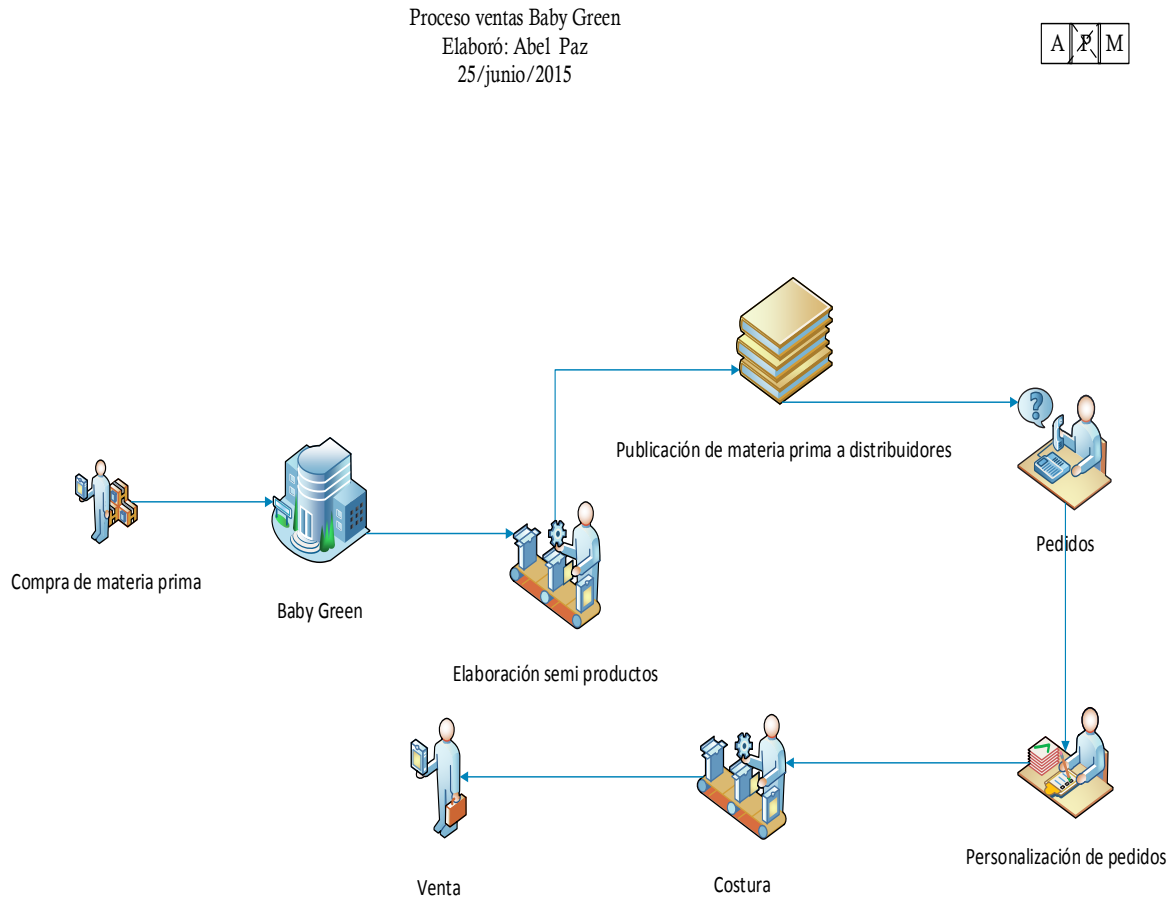 Proceso ventas Baby Green
Elaboró: Abel Paz
25/junio/2015
A P M
Publicación de materia prima a distribuidores
Pedidos
Compra de materia prima
Baby Green
Elaboración semi productos
Personalización de pedidos
Venta
Costura